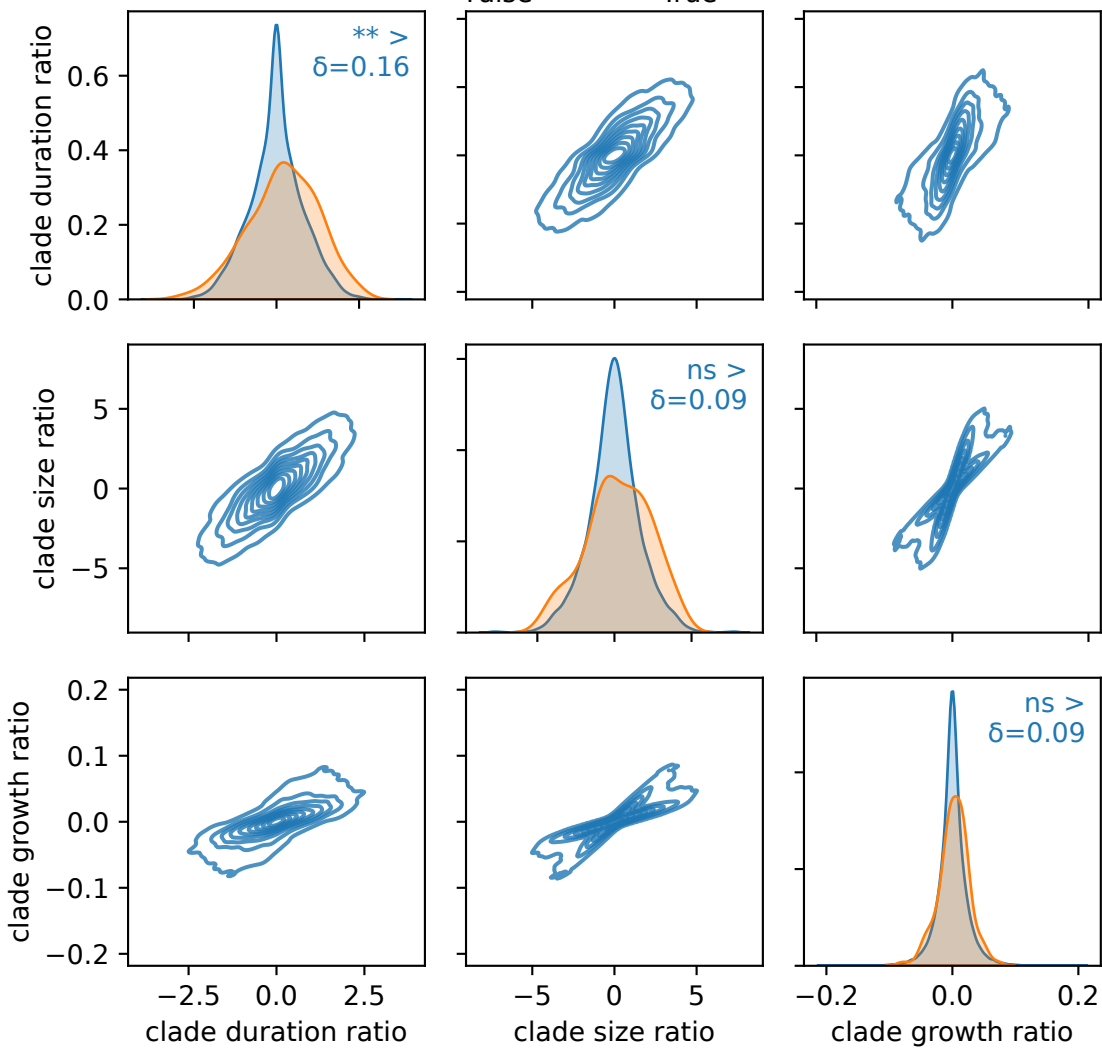 clade duration ratio
0.6
0.4
0.2
0.0
** >
δ=0.16
clade size ratio
5
0
−5
ns >
δ=0.09
clade growth ratio
0.2
0.1
0.0
−0.1
−0.2
ns >
δ=0.09
−2.5 0.0 2.5
−5 0 5
−0.2 0.0 0.2
clade duration ratio
clade size ratio
clade growth ratio